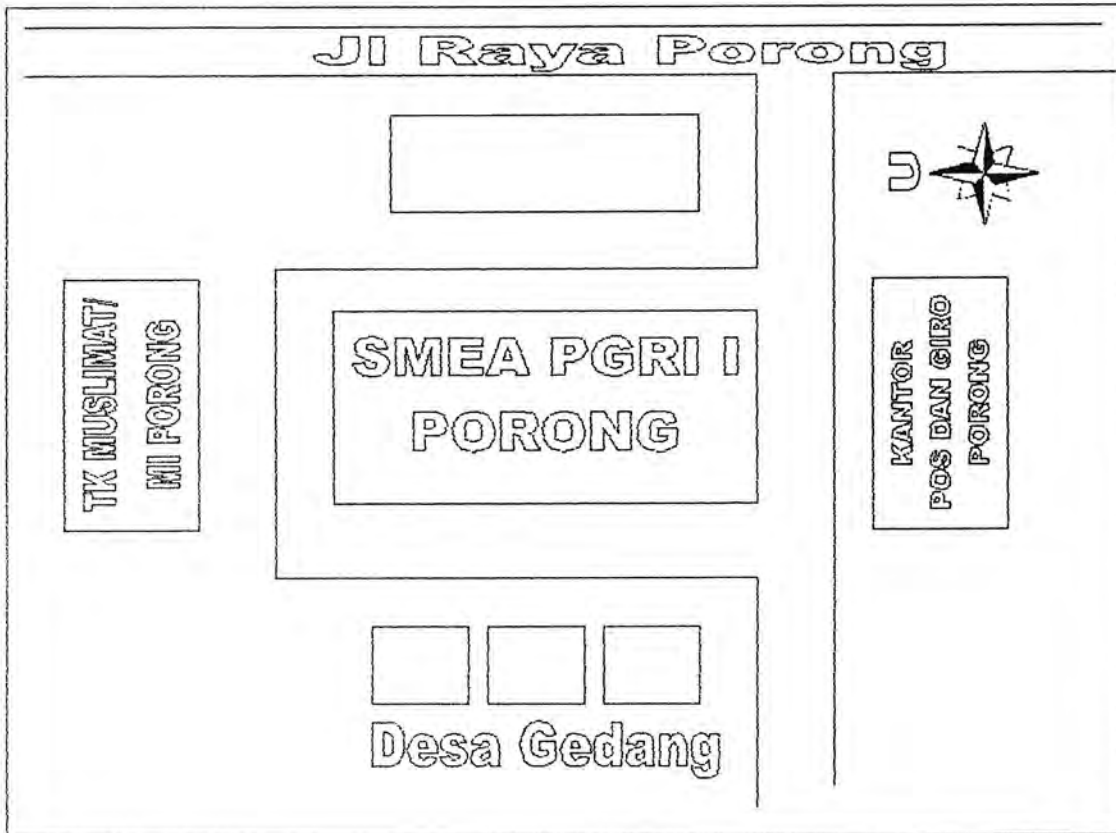 Jl Raya Porong
U
TK MUSLIMAT/
MI PORONG
SMEA PGRI I
PORONG
KANTOR
POS DAN GIRO
PORONG
Desa Gedang